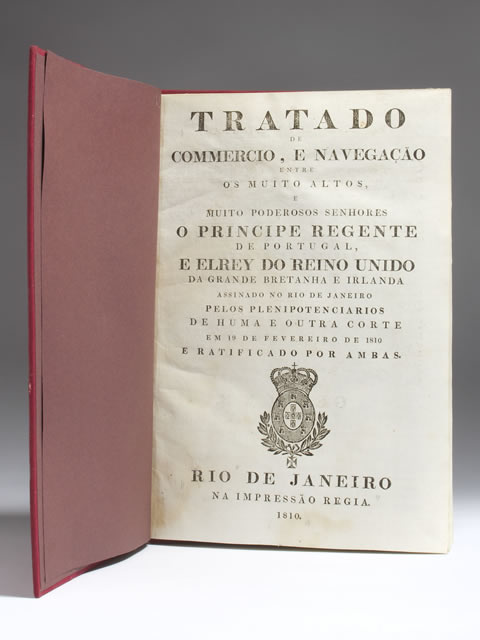 TRATADO
DE
COMMERCIO, E NAVEGAÇÃO
ENTRE
OS MUITO ALTOS,
E
MUITO PODEROSOS SENHORES
O PRINCIPE REGENTE
DE PORTUGAL,
E ELREY DO REINO UNIDO
DA GRANDE BRETANHA E IRLANDA
ASSINADO NO RIO DE JANEIRO
PELOS PLENIPOTENCIARIOS
DE HUMA E OUTRA CORTE
EM 19 DE FEVEREIRO DE 1810
E RATIFICADO POR AMBAS.
RIO DE JANEIRO
NA IMPRESSÃO REGIA.
1810.